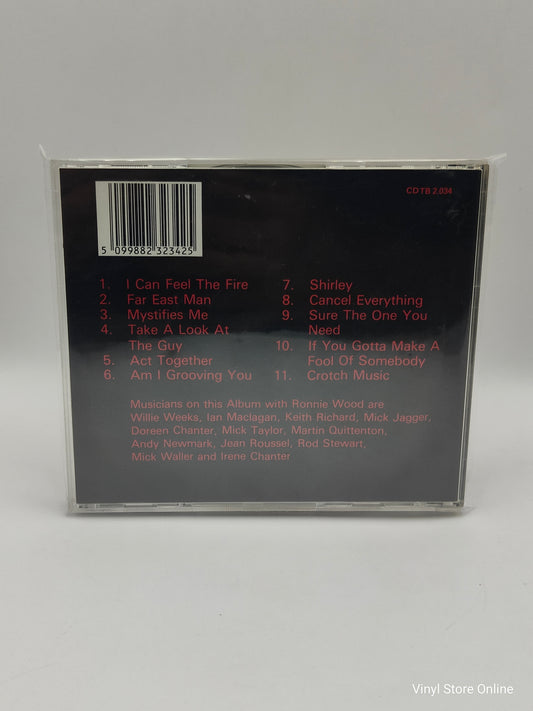 CDTB 2.034
5 099882 323425
1. I Can Feel The Fire
2. Far East Man
3. Mystifies Me
4. Take A Look At
The Guy
5. Act Together
6. Am I Grooving You
7. Shirley
8. Cancel Everything
9. Sure The One You
Need
10. If You Gotta Make A
Fool Of Somebody
11. Crotch Music
Musicians on this Album with Ronnie Wood are
Willie Weeks, Ian Maclagan, Keith Richard, Mick Jagger,
Doreen Chanter, Mick Taylor, Martin Quittenton,
Andy Newmark, Jean Roussel, Rod Stewart,
Mick Waller and Irene Chanter
Vinyl Store Online